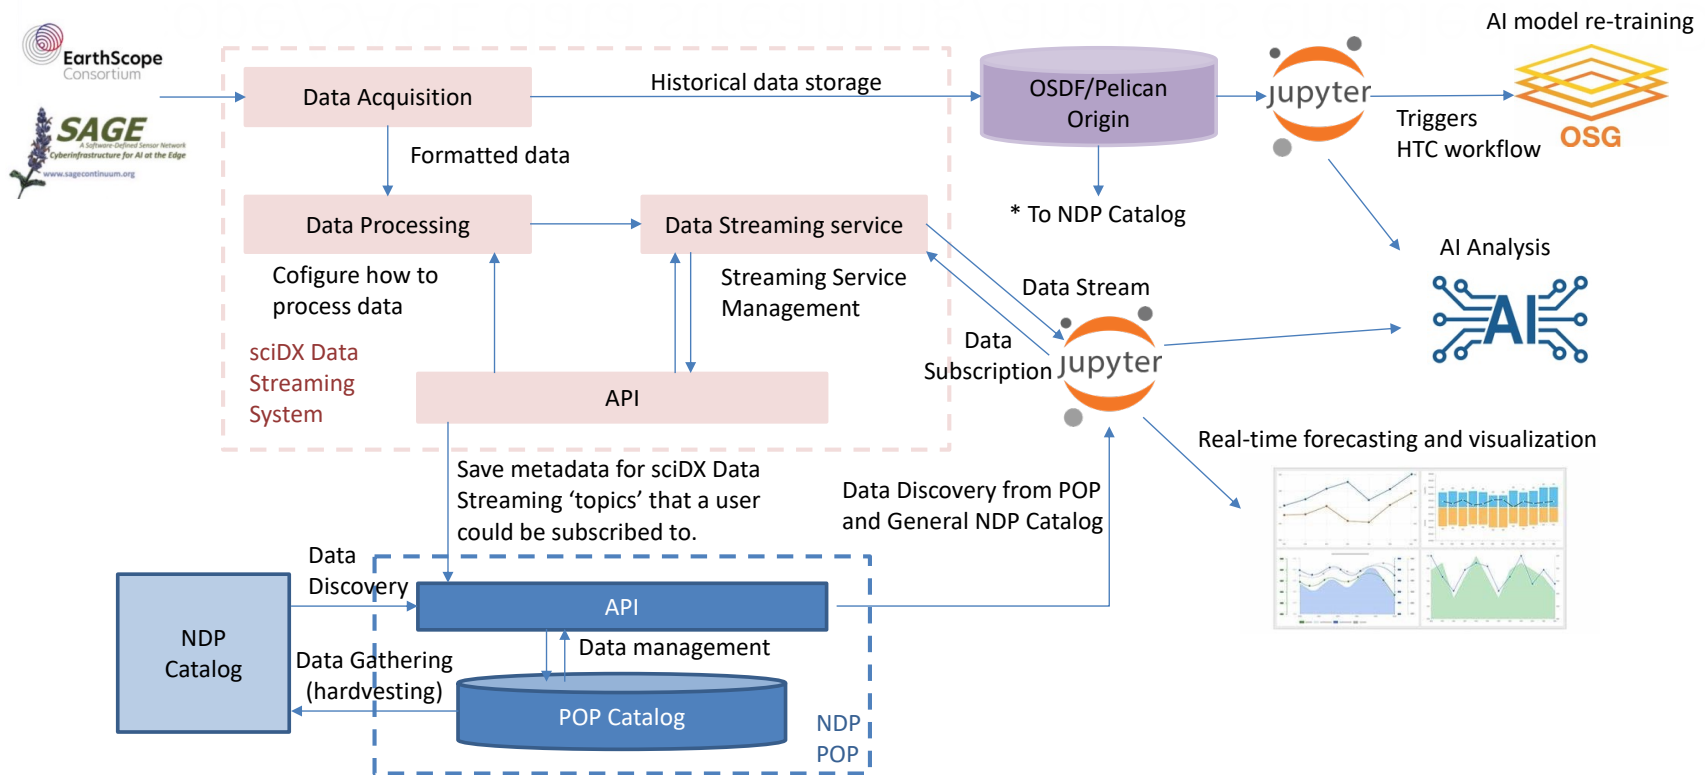 EarthScope
Consortium
SAGE
A Software-Defined Sensor Network
Cyberinfrastructure for AI at the Edge
www.sagecontinuum.org
Data Acquisition
Historical data storage
OSDF/Pelican
Origin
jupyter
AI model re-training
OSG
Triggers
HTC workflow
Formatted data
* To NDP Catalog
Data Processing
Data Streaming service
Cofigure how to
process data
Streaming Service
Management
Data Stream
Data
Subscription
jupyter
AI Analysis
AI
sciDX Data
Streaming
System
API
Real-time forecasting and visualization
Save metadata for sciDX Data
Streaming ‘topics’ that a user
could be subscribed to.
Data Discovery from POP
and General NDP Catalog
Data
Discovery
NDP
Catalog
API
Data management
Data Gathering
(hardvesting)
POP Catalog
NDP
POP